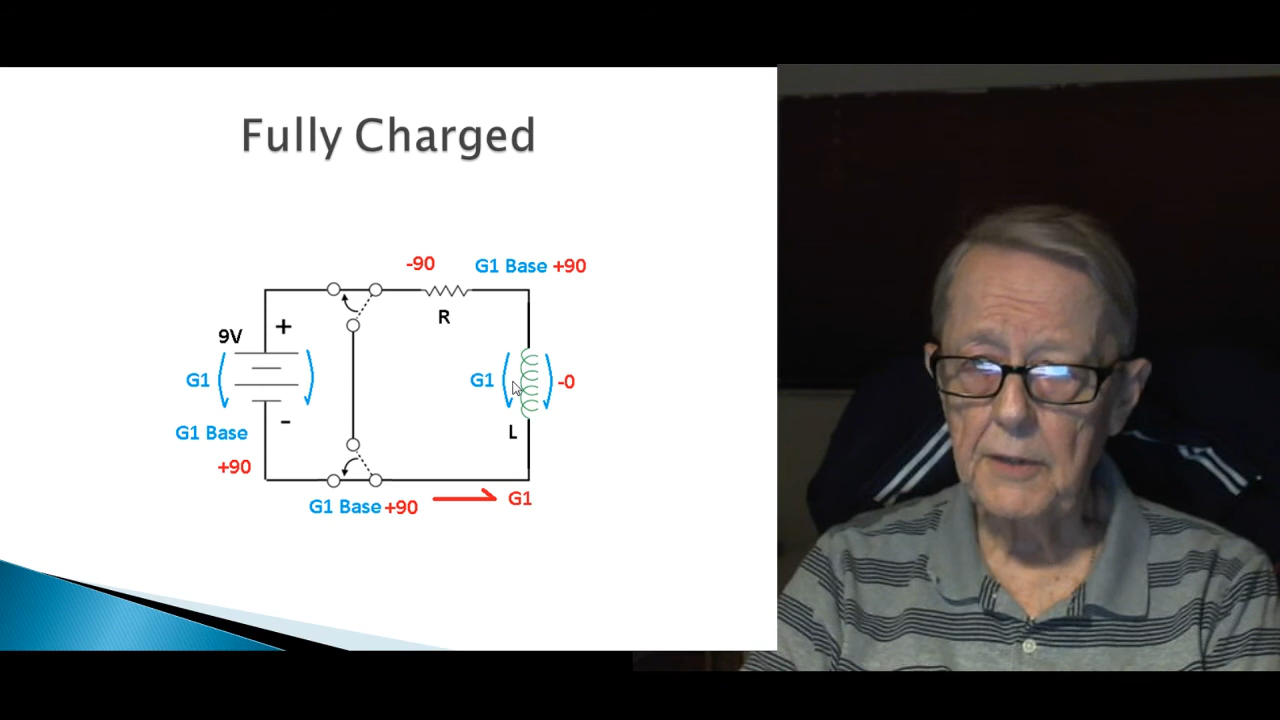 Fully Charged
-90
G1 Base +90
R
9V
+
G1
G1
-0
-
L
G1 Base
+90
G1 Base +90
G1